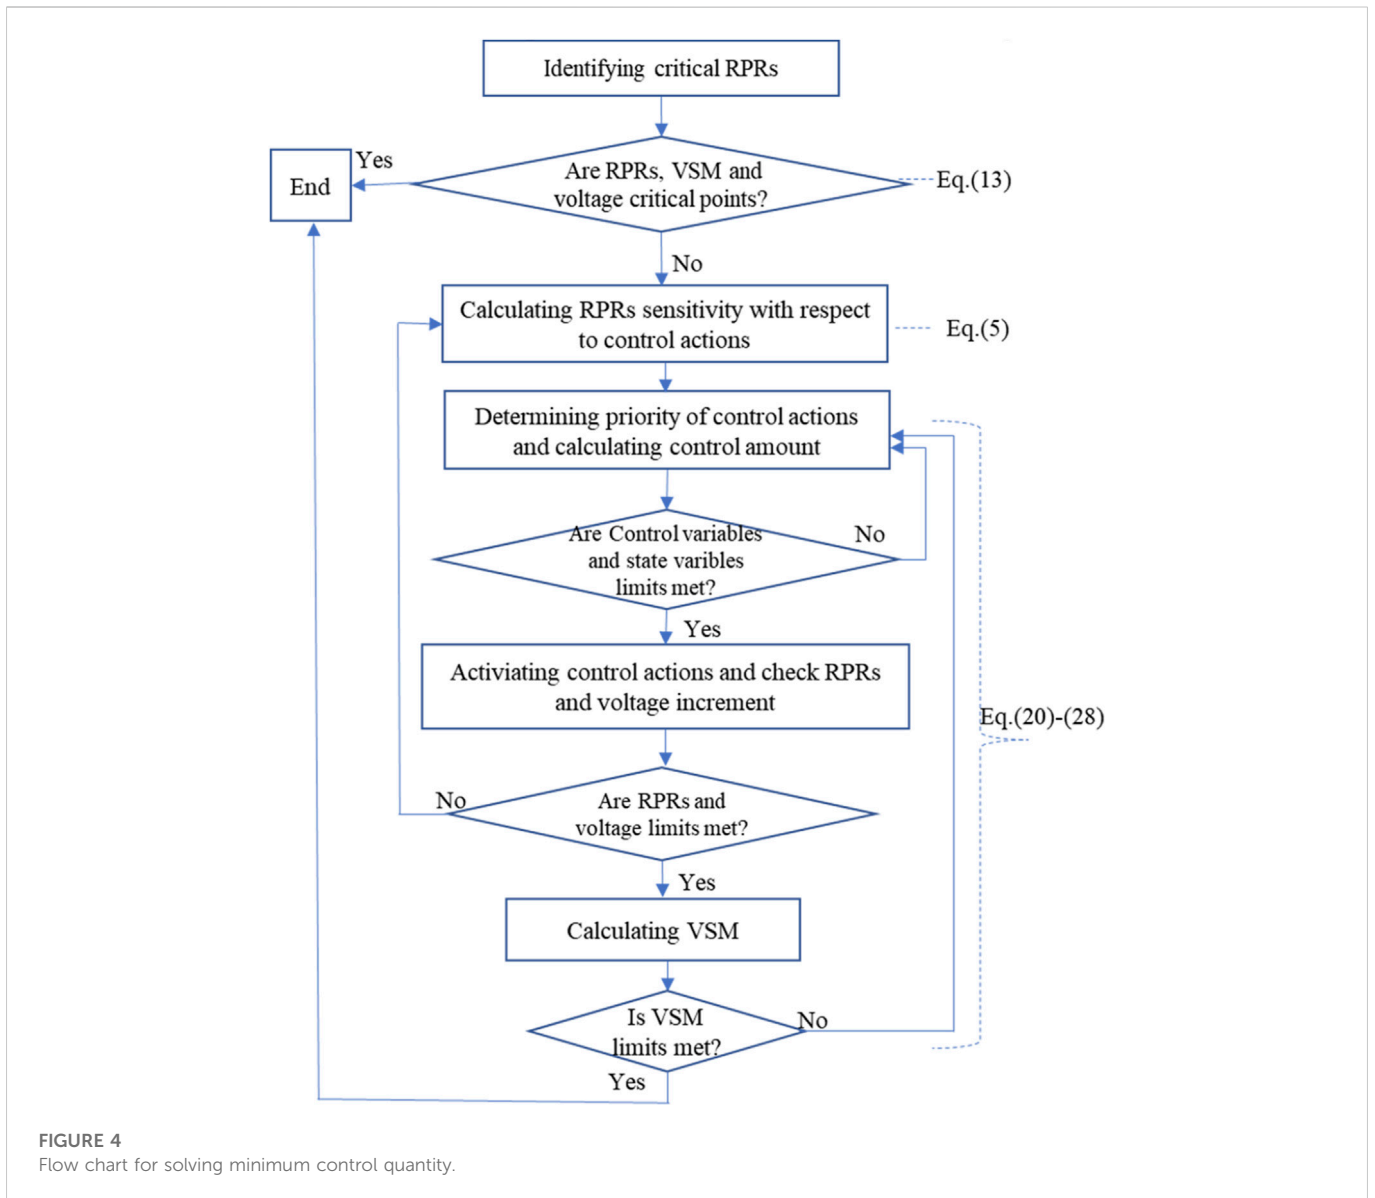 Identifying critical RPRs
Yes
End
Are RPRs, VSM and
voltage critical points?
Eq.(13)
No
Calculating RPRs sensitivity with respect
to control actions
Eq.(5)
Determining priority of control actions
and calculating control amount
Are Control variables
and state varibles
limits met?
No
Yes
Activiating control actions and check RPRs
and voltage increment
Eq.(20)-(28)
No
Are RPRs and
voltage limits met?
Yes
Calculating VSM
Is VSM
limits met?
No
Yes
FIGURE 4
Flow chart for solving minimum control quantity.